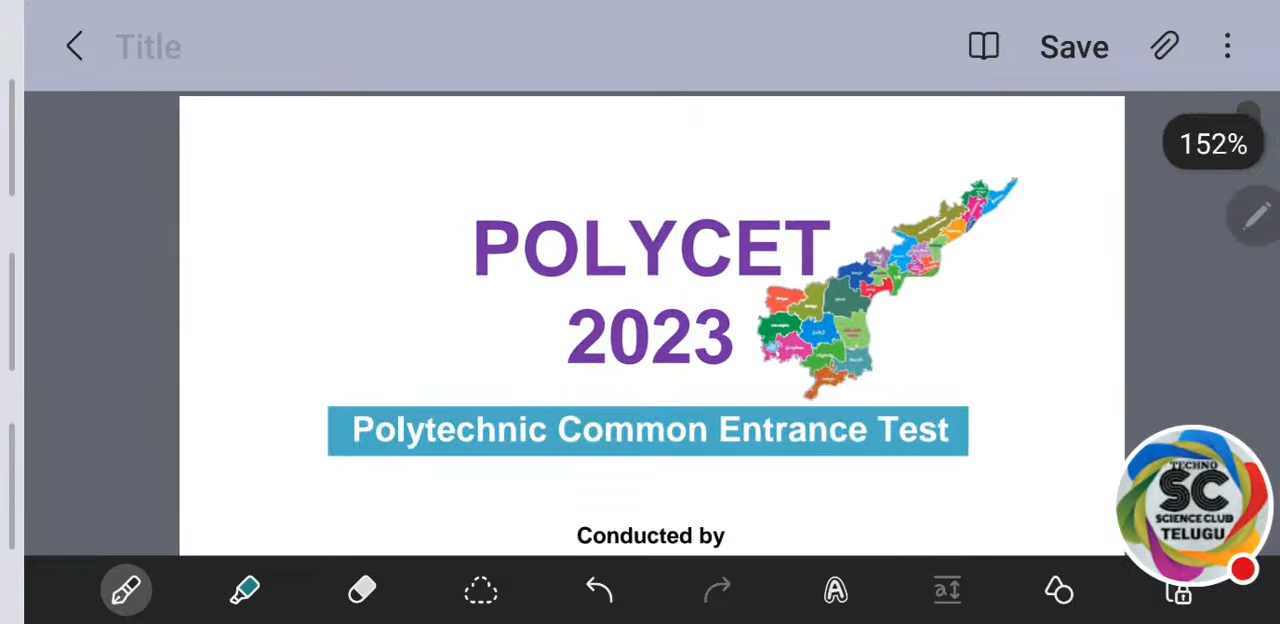 Title
Save
152%
POLYCET
2023
Polytechnic Common Entrance Test
Conducted by
TECHNO
SC
SCIENCE CLUB
TELUGU